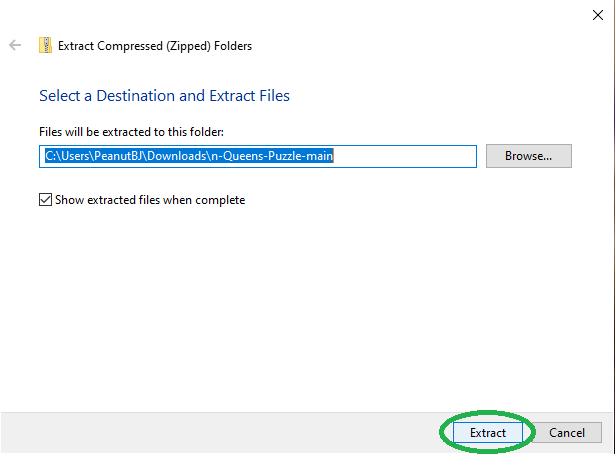 Extract Compressed (Zipped) Folders
Select a Destination and Extract Files
Files will be extracted to this folder:
C:\Users\PeanutBJ\Downloads\n-Queens-Puzzle-main
Browse...
Show extracted files when complete
Extract
Cancel